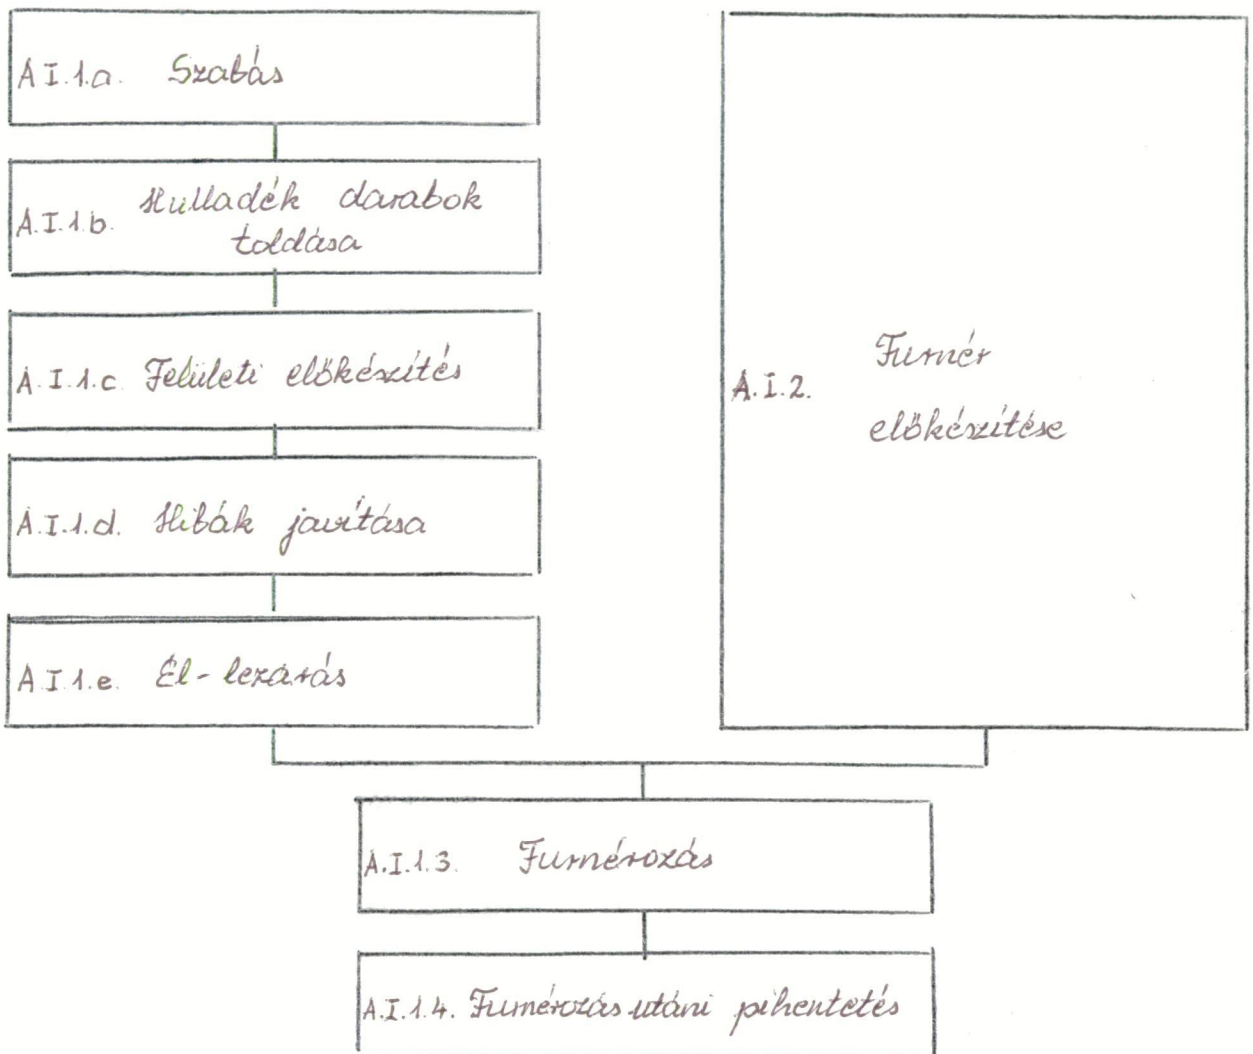 A.I.1.a. Szabás
A.I.1.b. Hulladék darabok
toldása
A.I.1.c Felületi előkészítés
A.I.1.d. Hibák javítása
A.I.1.e. Él-lezárás
A.I.2. Furnér
előkészítése
A.I.1.3. Furnérozás
A.I.1.4. Furnérozás utáni pihentetés